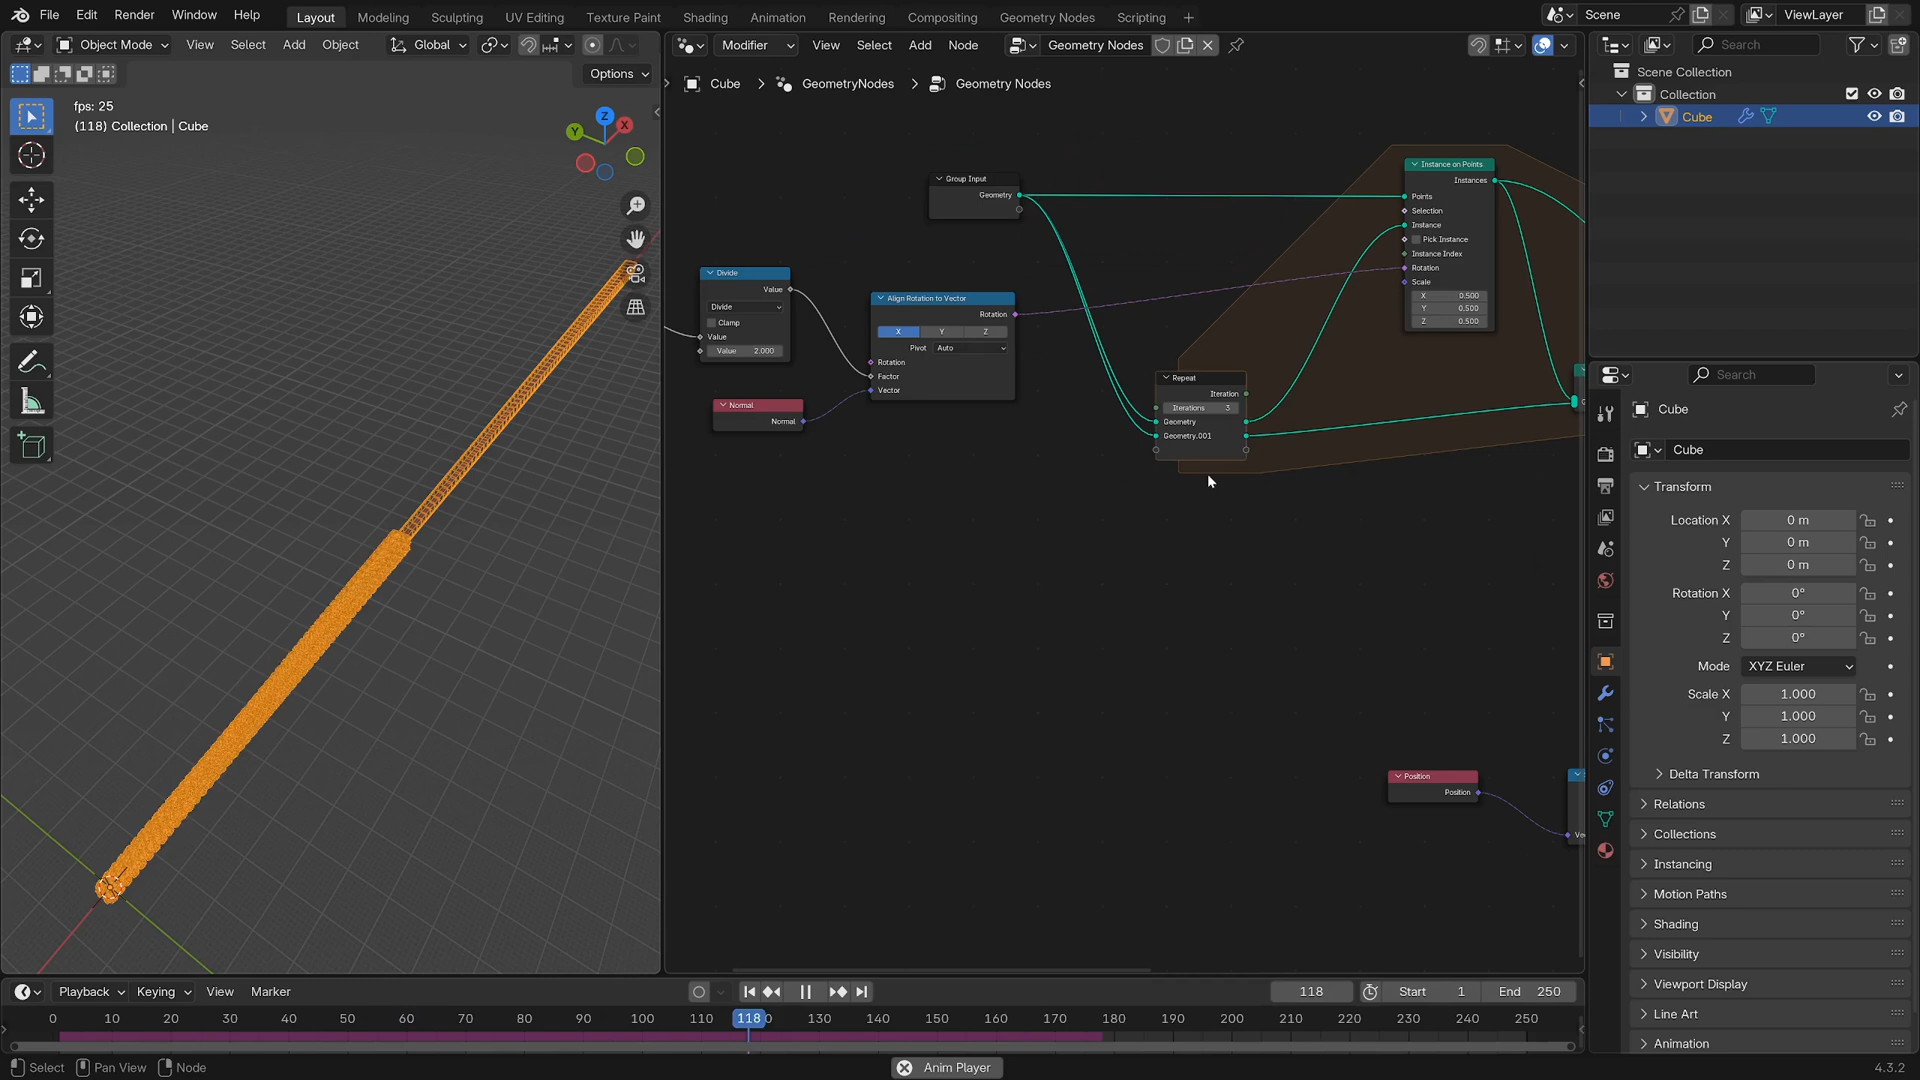 File Edit Render Window Help Layout Modeling Sculpting UV Editing Texture Paint Shading Animation Rendering Compositing Geometry Nodes Scripting + Scene ViewLayer
Object Mode View Select Add Object Global
Options
fps: 25
(118) Collection | Cube
Z
X
Y
Modifier View Select Add Node Geometry Nodes
Cube > GeometryNodes > Geometry Nodes
Group Input
Geometry
Divide
Value
Divide
Clamp
Value
Value 2.000
Normal
Normal
Align Rotation to Vector
Rotation
X Y Z
Pivot Auto
Rotation
Factor
Vector
Repeat
Iteration
Iterations 3
Geometry
Geometry.001
Instance on Points
Instances
Points
Selection
Instance
Pick Instance
Instance Index
Rotation
Scale
X 0.500
Y 0.500
Z 0.500
Position
Position
Search
Scene Collection
Collection
Cube
Search
Cube
Cube
Transform
Location X 0 m
Y 0 m
Z 0 m
Rotation X 0°
Y 0°
Z 0°
Mode XYZ Euler
Scale X 1.000
Y 1.000
Z 1.000
Delta Transform
Relations
Collections
Instancing
Motion Paths
Shading
Visibility
Viewport Display
Line Art
Animation
Playback Keying View Marker 118 Start 1 End 250
0 10 20 30 40 50 60 70 80 90 100 110 118 130 140 150 160 170 180 190 200 210 220 230 240 250
Select Pan View Node Anim Player 4.3.2